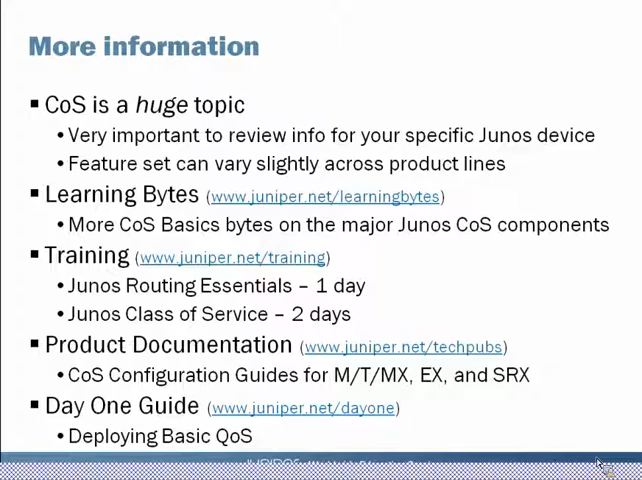 More information
▪ CoS is a huge topic
• Very important to review info for your specific Junos device
• Feature set can vary slightly across product lines
▪ Learning Bytes (www.juniper.net/learningbytes)
• More CoS Basics bytes on the major Junos CoS components
▪ Training (www.juniper.net/training)
• Junos Routing Essentials – 1 day
• Junos Class of Service – 2 days
▪ Product Documentation (www.juniper.net/techpubs)
• CoS Configuration Guides for M/T/MX, EX, and SRX
▪ Day One Guide (www.juniper.net/dayone)
• Deploying Basic QoS